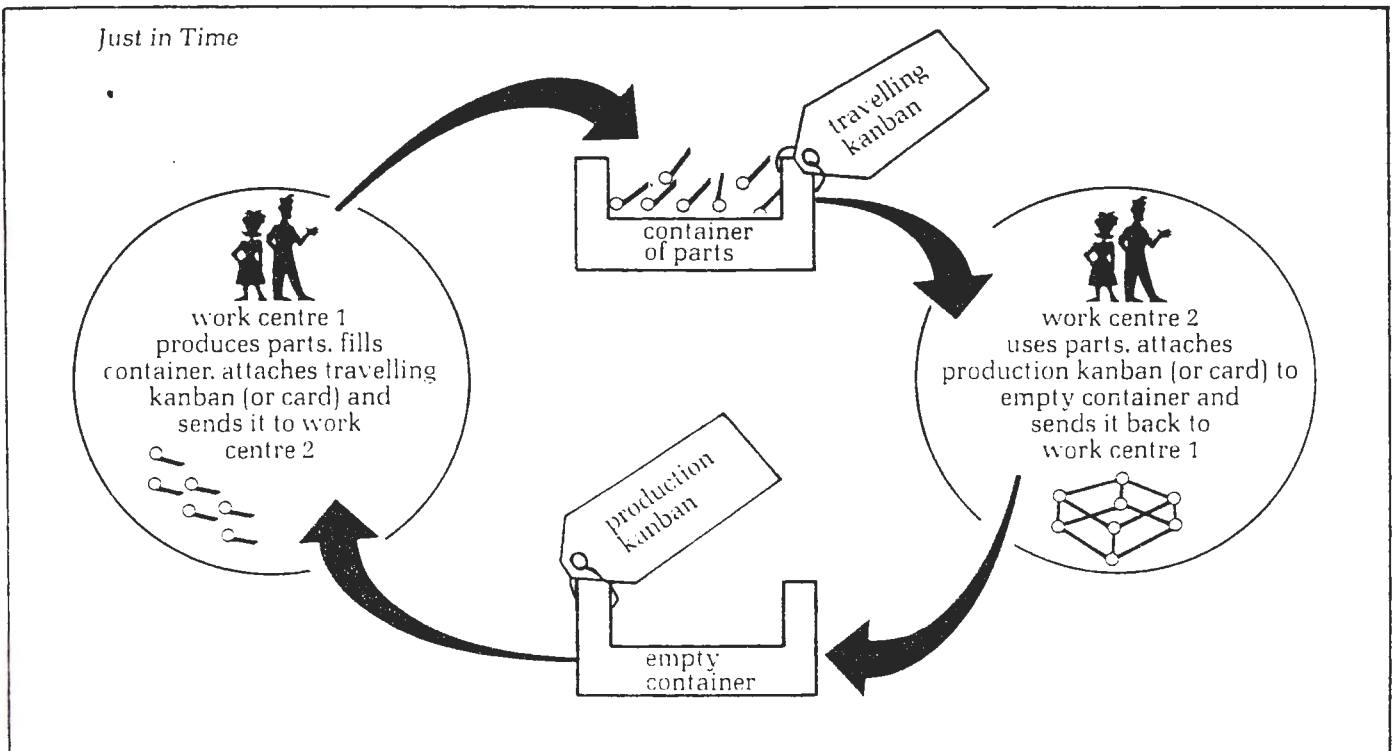 Just in Time
travelling
kanban
container
of parts
work centre 1
produces parts. fills
container. attaches travelling
kanban (or card) and
sends it to work
centre 2
work centre 2
uses parts. attaches
production kanban (or card) to
empty container and
sends it back to
work centre 1
production
kanban
empty
container